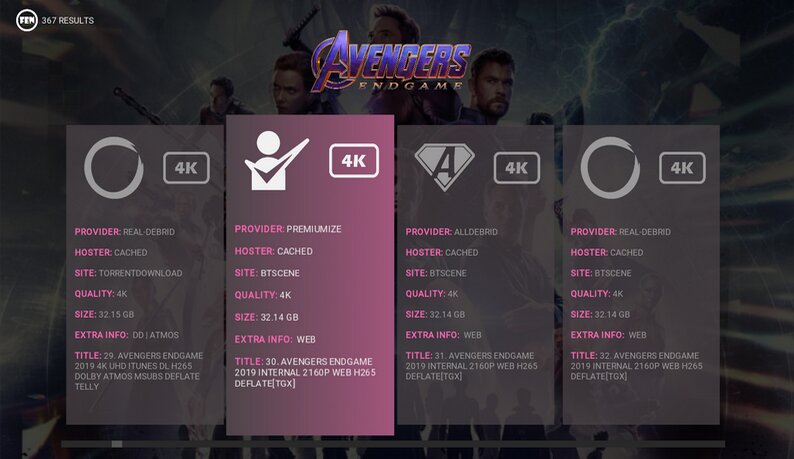 FEN 367 RESULTS
AVENGERS
ENDGAME
4K
PROVIDER: REAL-DEBRID
HOSTER: CACHED
SITE: TORRENTDOWNLOAD
QUALITY: 4K
SIZE: 32.15 GB
EXTRA INFO: DD | ATMOS
TITLE: 29. AVENGERS ENDGAME
2019 4K UHD ITUNES DL H265
DOLBY ATMOS MSUBS DEFLATE
TELLY
4K
PROVIDER: PREMIUMIZE
HOSTER: CACHED
SITE: BTSCENE
QUALITY: 4K
SIZE: 32.14 GB
EXTRA INFO: WEB
TITLE: 30. AVENGERS ENDGAME
2019 INTERNAL 2160P WEB H265
DEFLATE[TGX]
A 4K
PROVIDER: ALLDEBRID
HOSTER: CACHED
SITE: BTSCENE
QUALITY: 4K
SIZE: 32.14 GB
EXTRA INFO: WEB
TITLE: 31. AVENGERS ENDGAME
2019 INTERNAL 2160P WEB H265
DEFLATE[TGX]
4K
PROVIDER: REAL-DEBRID
HOSTER: CACHED
SITE: BTSCENE
QUALITY: 4K
SIZE: 32.14 GB
EXTRA INFO: WEB
TITLE: 32. AVENGERS ENDGAME
2019 INTERNAL 2160P WEB H265
DEFLATE[TGX]